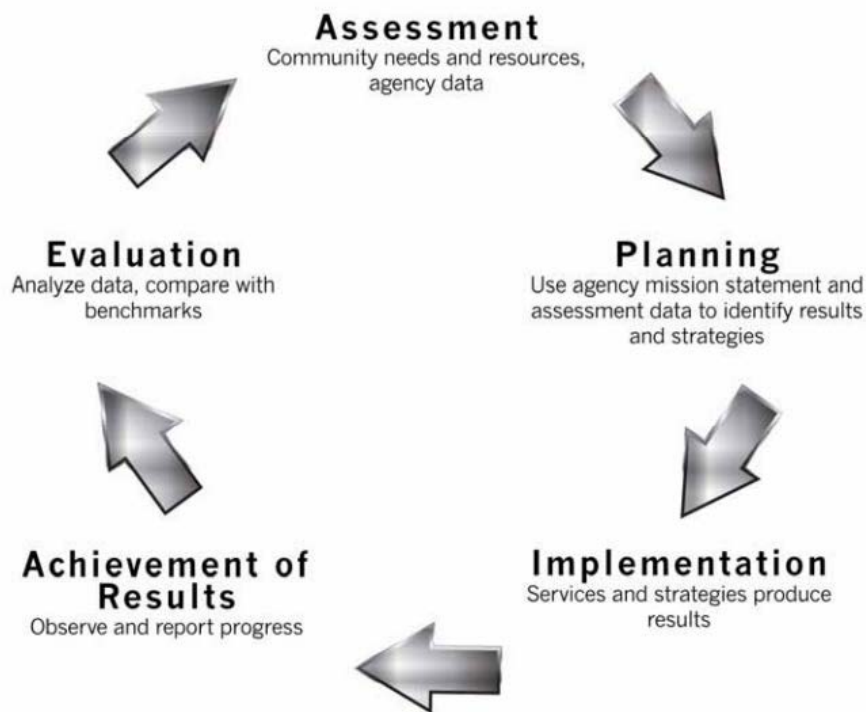 Assessment
Community needs and resources,
agency data
Planning
Use agency mission statement and
assessment data to identify results
and strategies
Implementation
Services and strategies produce
results
Achievement of
Results
Observe and report progress
Evaluation
Analyze data, compare with
benchmarks